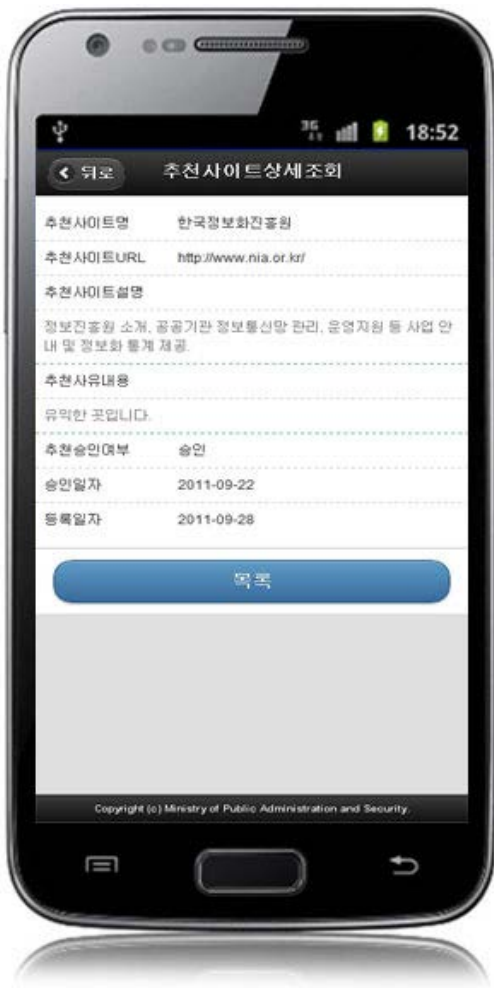 3G
18:52
뒤로
추천사이트상세조회
추천사이트명 한국정보화진흥원
추천사이트URL http://www.nia.or.kr/
추천사이트설명
정보진흥원 소개, 공공기관 정보통신망 관리, 운영지원 등 사업 안
내 및 정보화 통계 제공.
추천사유내용
유익한 곳입니다.
추천승인여부 승인
승인일자 2011-09-22
등록일자 2011-09-28
목록
Copyright (c) Ministry of Public Administration and Security.